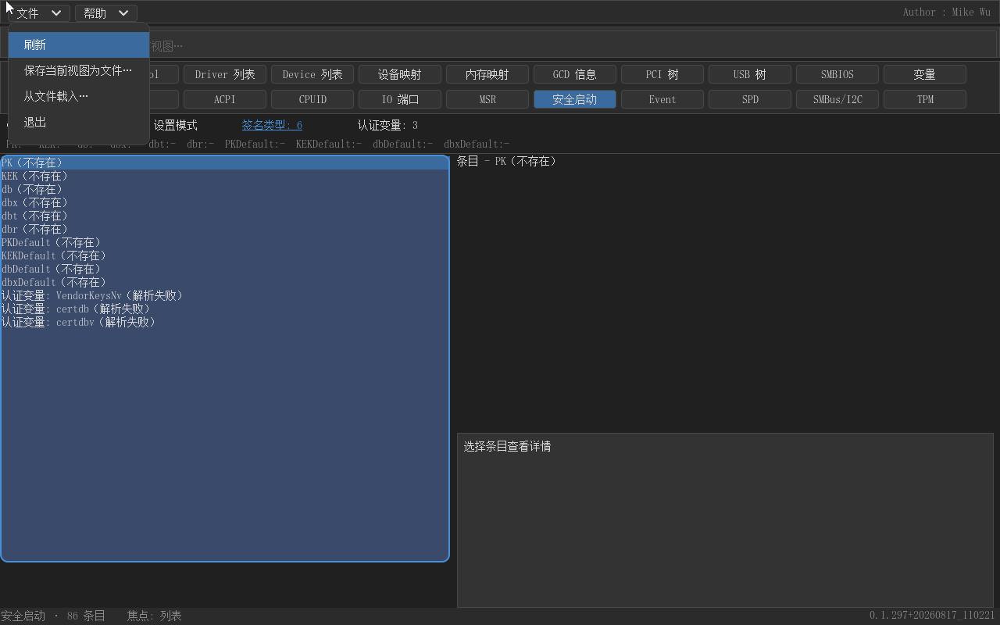 文件 帮助 Author : Mike Wu
刷新
保存当前视图为文件…
从文件载入…
退出
视图…
ol Driver 列表 Device 列表 设备映射 内存映射 GCD 信息 PCI 树 USB 树 SMBIOS 变量
ACPI CPUID IO 端口 MSR 安全启动 Event SPD SMBus/I2C TPM
设置模式 签名类型: 6 认证变量: 3
dbt:- dbr:- PKDefault:- KEKDefault:- dbDefault:- dbxDefault:-
PK（不存在）
KEK（不存在）
db（不存在）
dbx（不存在）
dbt（不存在）
dbr（不存在）
PKDefault（不存在）
KEKDefault（不存在）
dbDefault（不存在）
dbxDefault（不存在）
认证变量: VendorKeysNv（解析失败）
认证变量: certdb（解析失败）
认证变量: certdbv（解析失败）
条目 - PK（不存在）
选择条目查看详情
安全启动 · 86 条目 焦点: 列表 0.1.297+20260817_110221